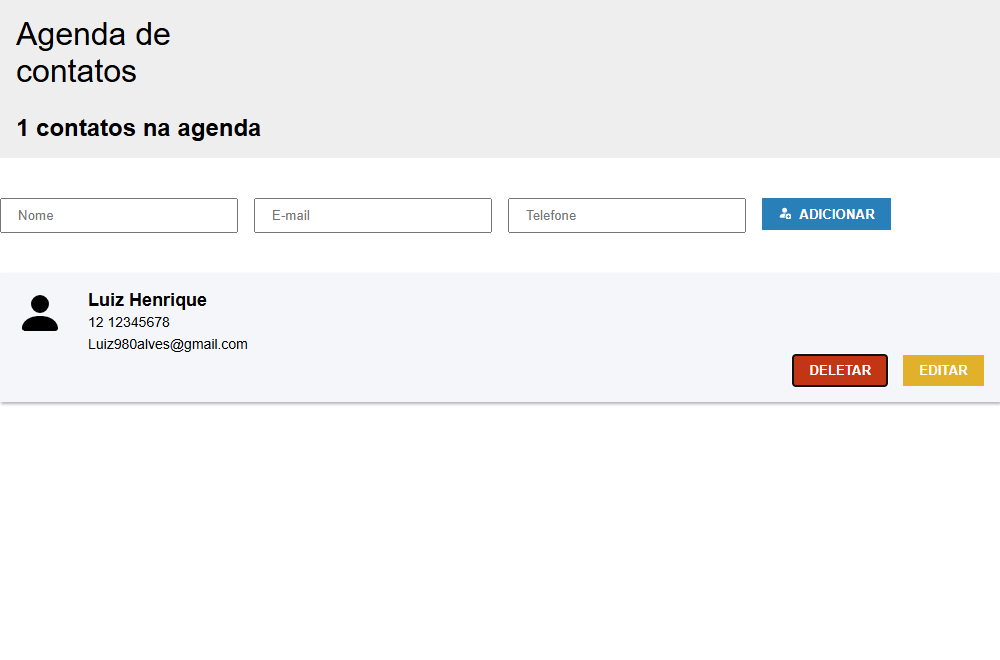 Agenda de
contatos
1 contatos na agenda
Nome E-mail Telefone ADICIONAR
Luiz Henrique
12 12345678
Luiz980alves@gmail.com
DELETAR EDITAR